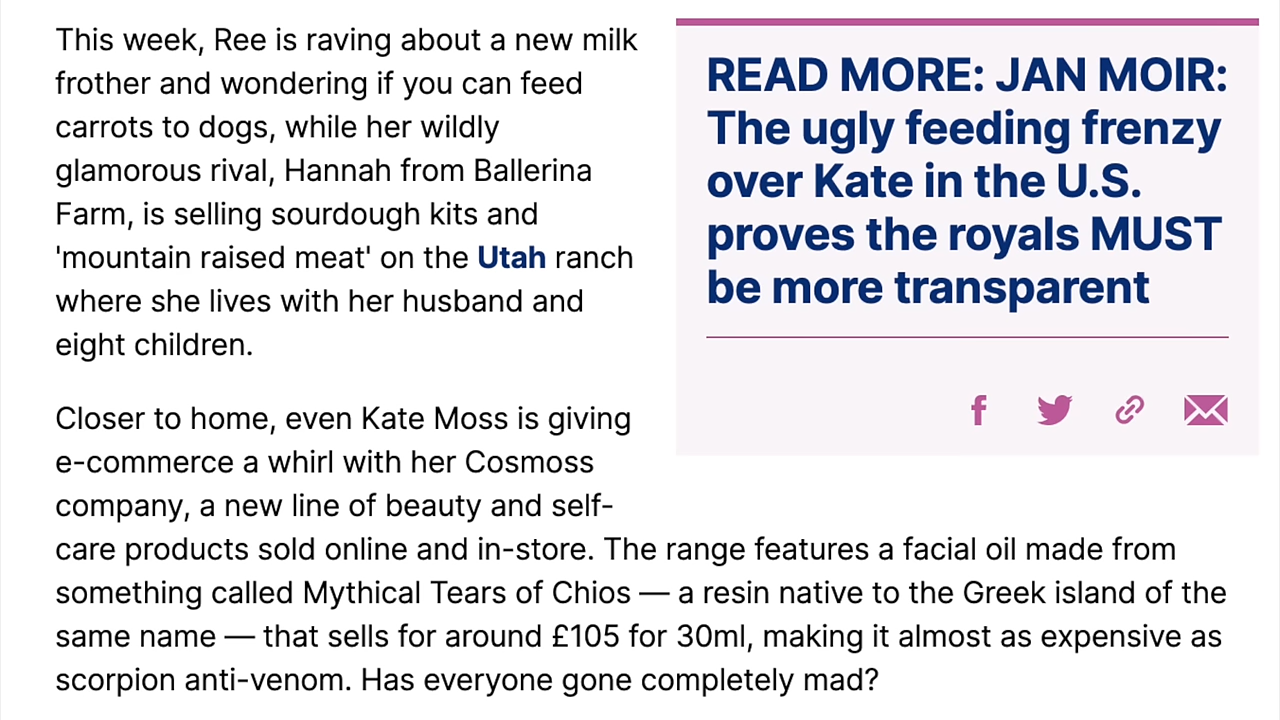 This week, Ree is raving about a new milk
frother and wondering if you can feed
carrots to dogs, while her wildly
glamorous rival, Hannah from Ballerina
Farm, is selling sourdough kits and
'mountain raised meat' on the Utah ranch
where she lives with her husband and
eight children.
Closer to home, even Kate Moss is giving
e-commerce a whirl with her Cosmoss
company, a new line of beauty and self-
care products sold online and in-store. The range features a facial oil made from
something called Mythical Tears of Chios — a resin native to the Greek island of the
same name — that sells for around £105 for 30ml, making it almost as expensive as
scorpion anti-venom. Has everyone gone completely mad?
READ MORE: JAN MOIR:
The ugly feeding frenzy
over Kate in the U.S.
proves the royals MUST
be more transparent